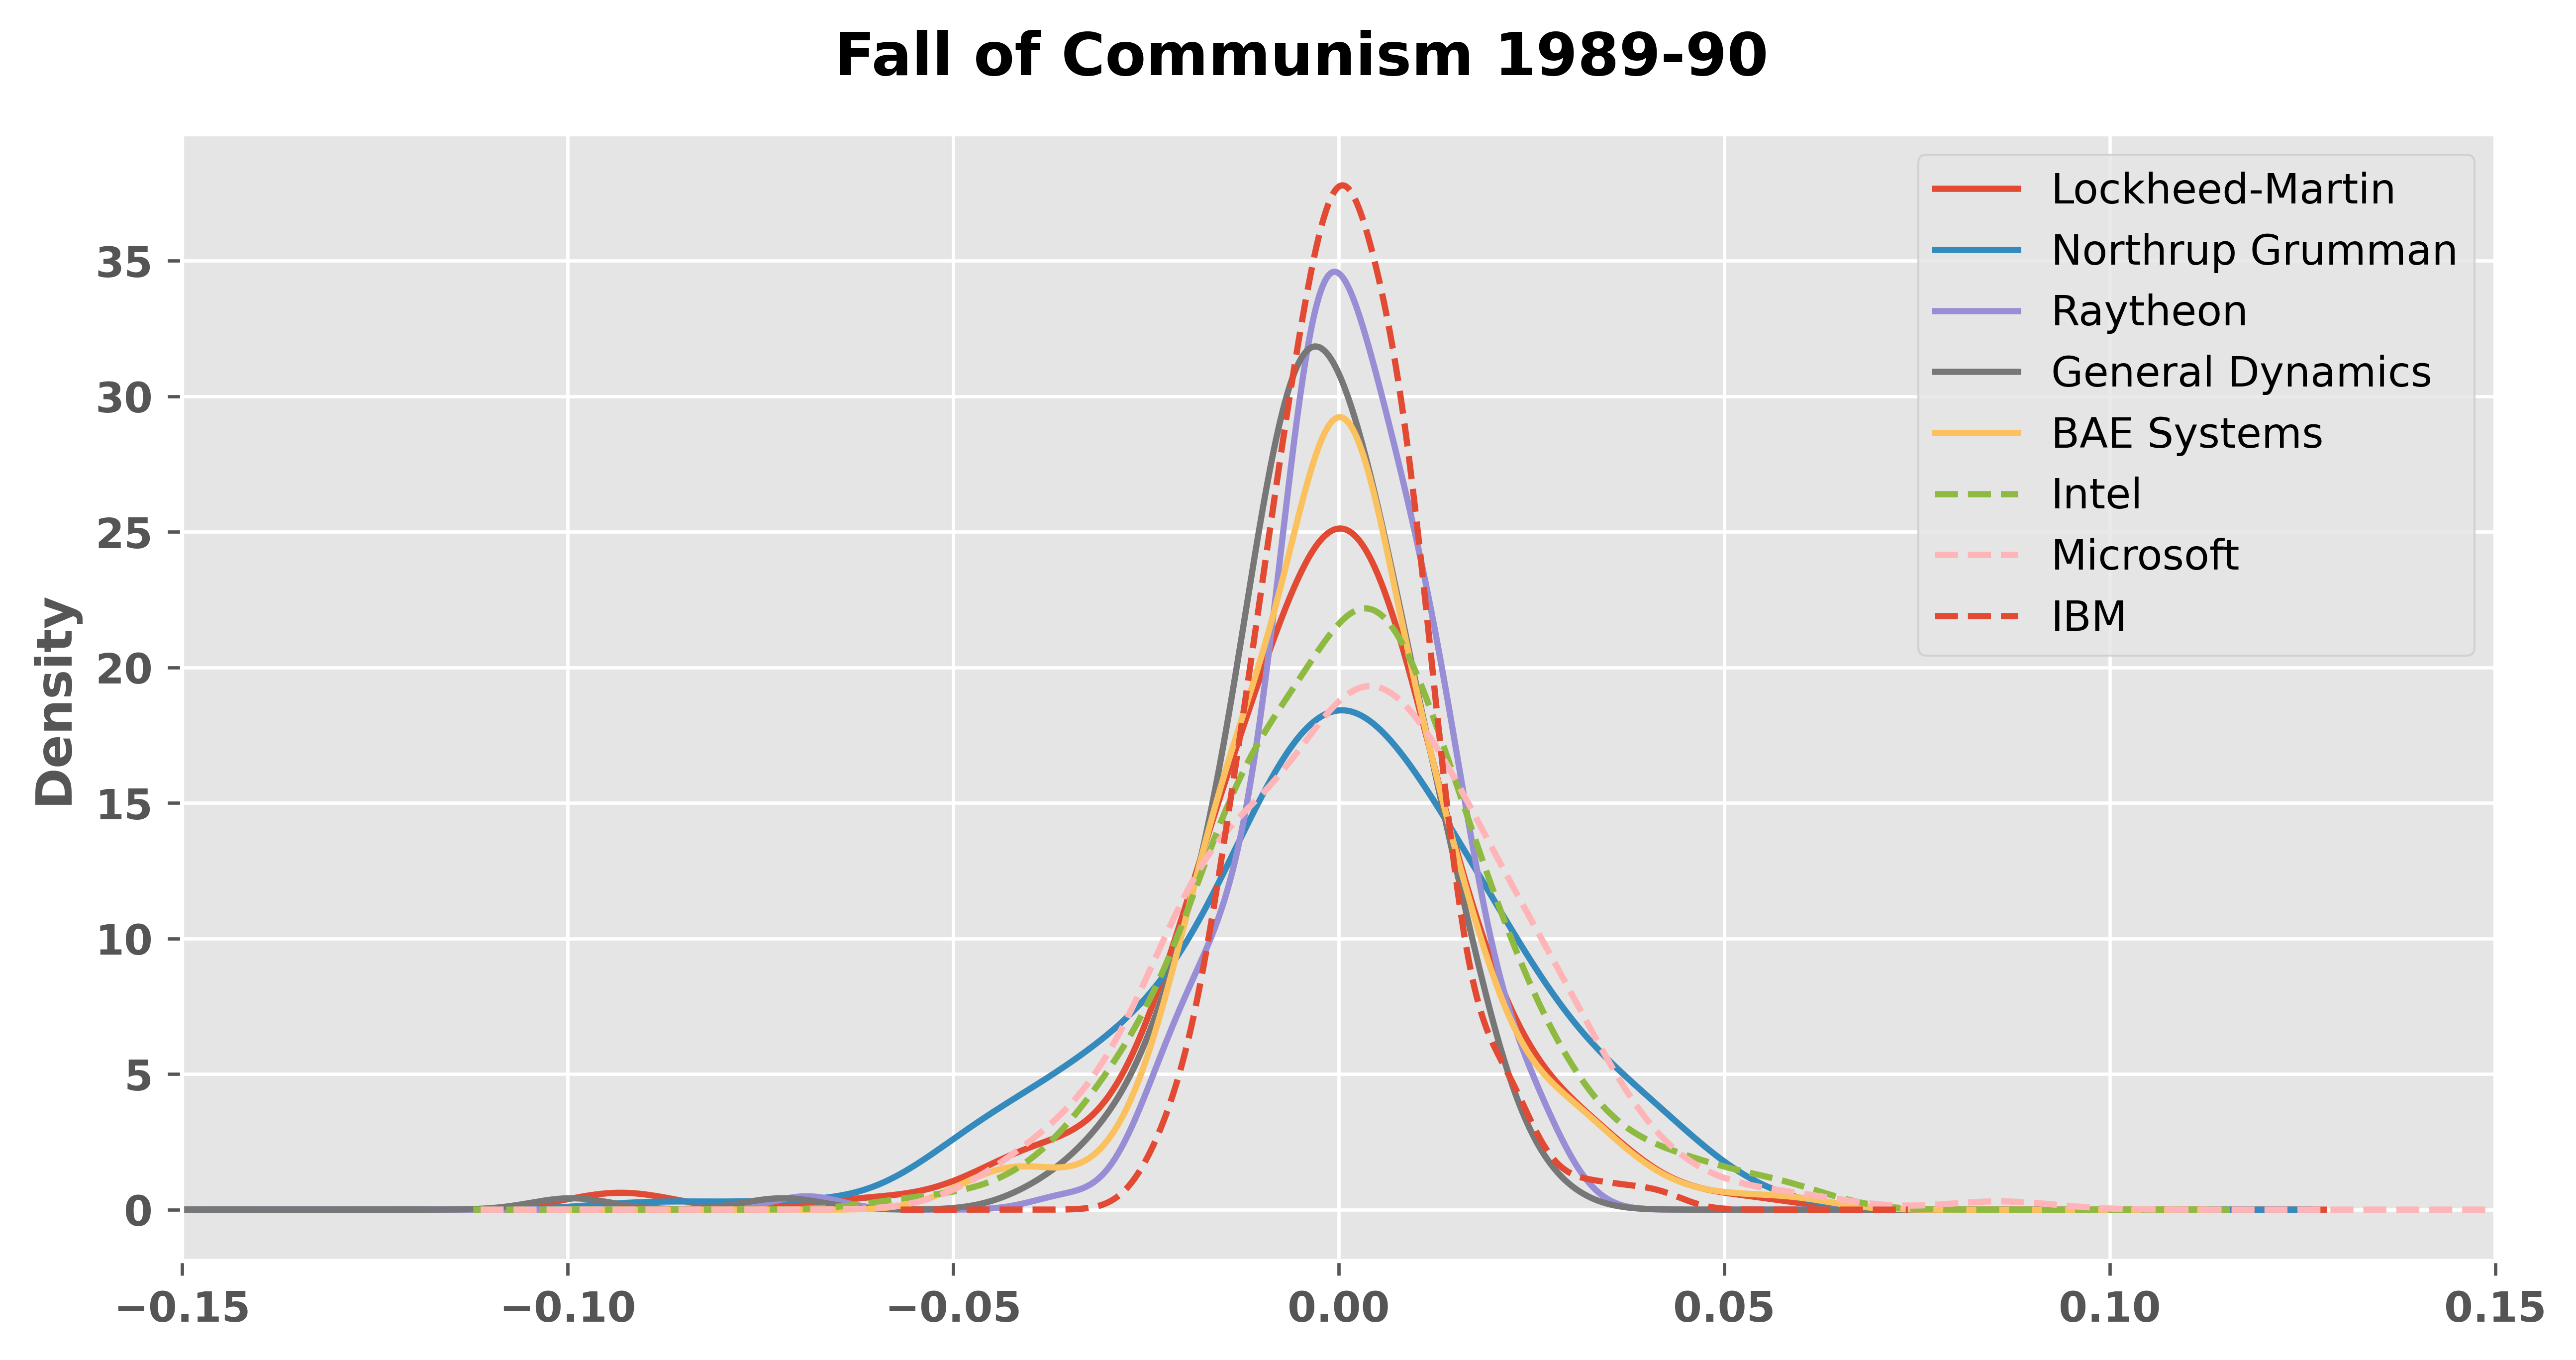 Fall of Communism 1989-90
Density
35
30
25
20
15
10
5
0
−0.15
−0.10
−0.05
0.00
0.05
0.10
0.15
Lockheed-Martin
Northrup Grumman
Raytheon
General Dynamics
BAE Systems
Intel
Microsoft
IBM